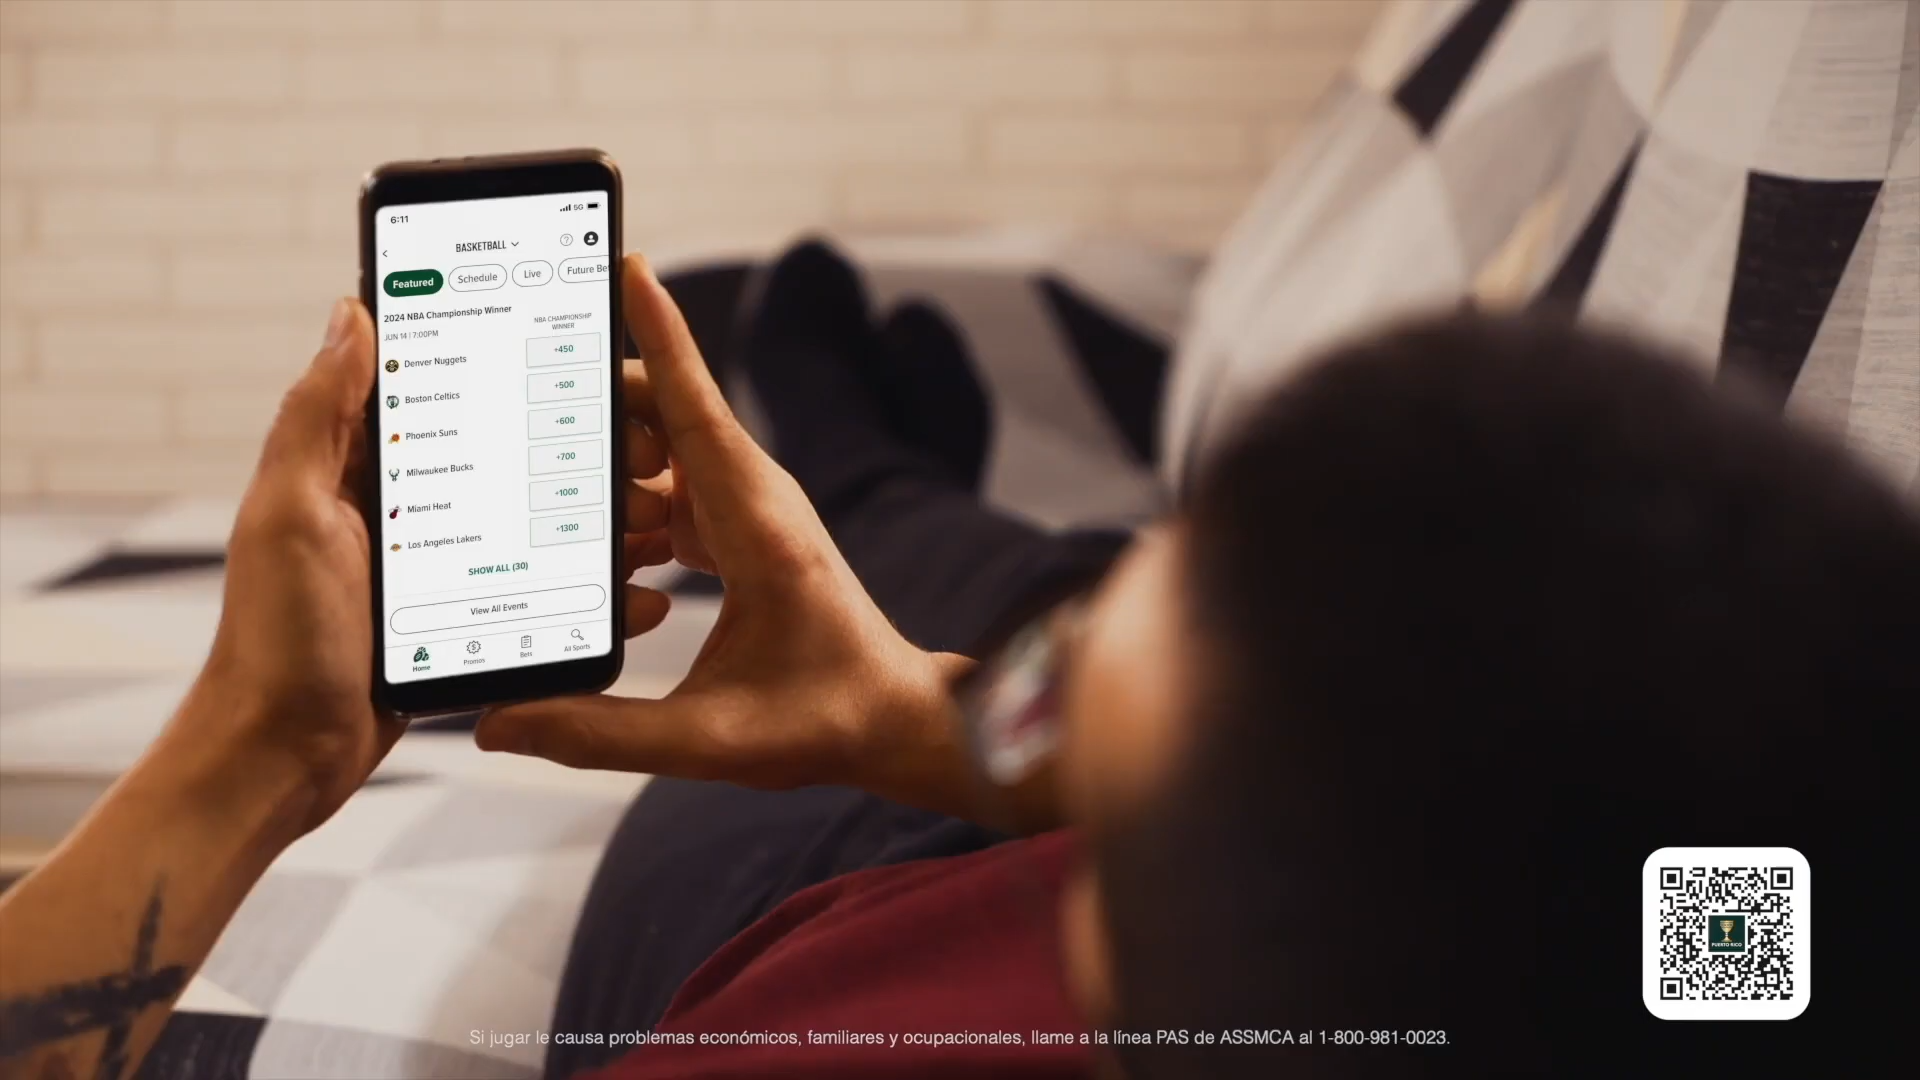 6:11
5G
BASKETBALL
?
Featured
Schedule
Live
Future Bet
2024 NBA Championship Winner
JUN 14 | 7:00PM
NBA CHAMPIONSHIP
WINNER
Denver Nuggets
+450
Boston Celtics
+500
Phoenix Suns
+600
Milwaukee Bucks
+700
Miami Heat
+1000
Los Angeles Lakers
+1300
SHOW ALL (30)
View All Events
Home
Promos
Bets
All Sports
PUERTO RICO
Si jugar le causa problemas económicos, familiares y ocupacionales, llame a la línea PAS de ASSMCA al 1-800-981-0023.